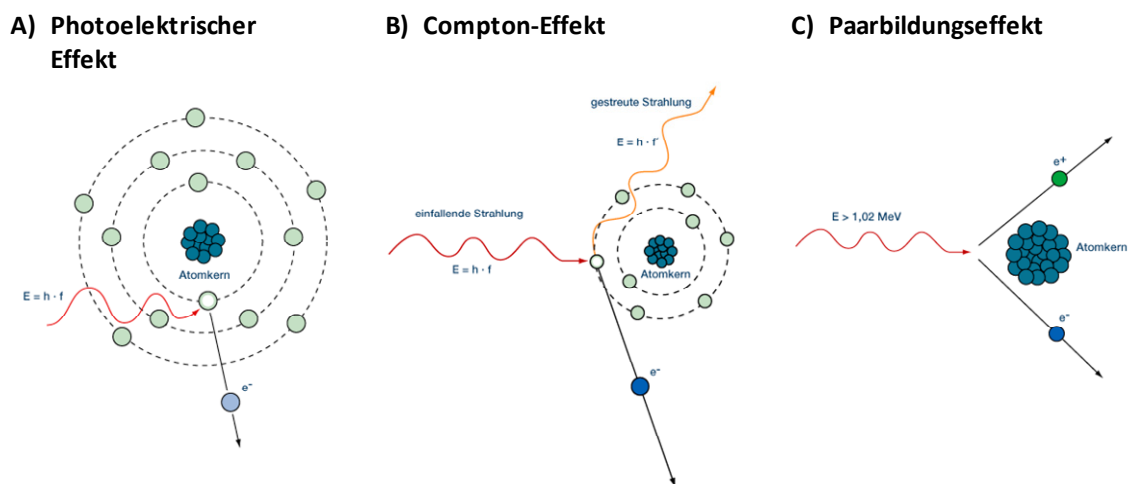 A) Photoelektrischer
Effekt
Atomkern
E = h · f
e⁻
B) Compton-Effekt
gestreute Strahlung
E = h · f'
einfallende Strahlung
E = h · f
Atomkern
e⁻
C) Paarbildungseffekt
e+
E > 1,02 MeV
Atomkern
e⁻